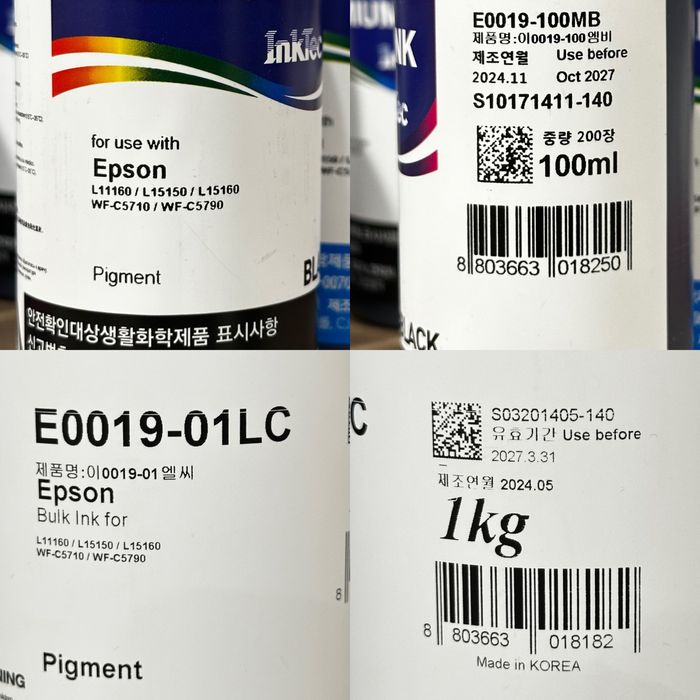 InkTec
for use with
Epson
L11160 / L15150 / L15160
WF-C5710 / WF-C5790
Pigment
안전확인대상생활화학제품 표시사항
E0019-100MB
제품명:이0019-100엠비
제조연월 Use before
2024.11 Oct 2027
S10171411-140
중량 200장
100ml
8 803663 018250
BLACK
E0019-01LC
제품명:이0019-01엘씨
Epson
Bulk Ink for
L11160 / L15150 / L15160
WF-C5710 / WF-C5790
Pigment
S03201405-140
유효기간 Use before
2027.3.31
제조연월 2024.05
1kg
8 803663 018182
Made in KOREA